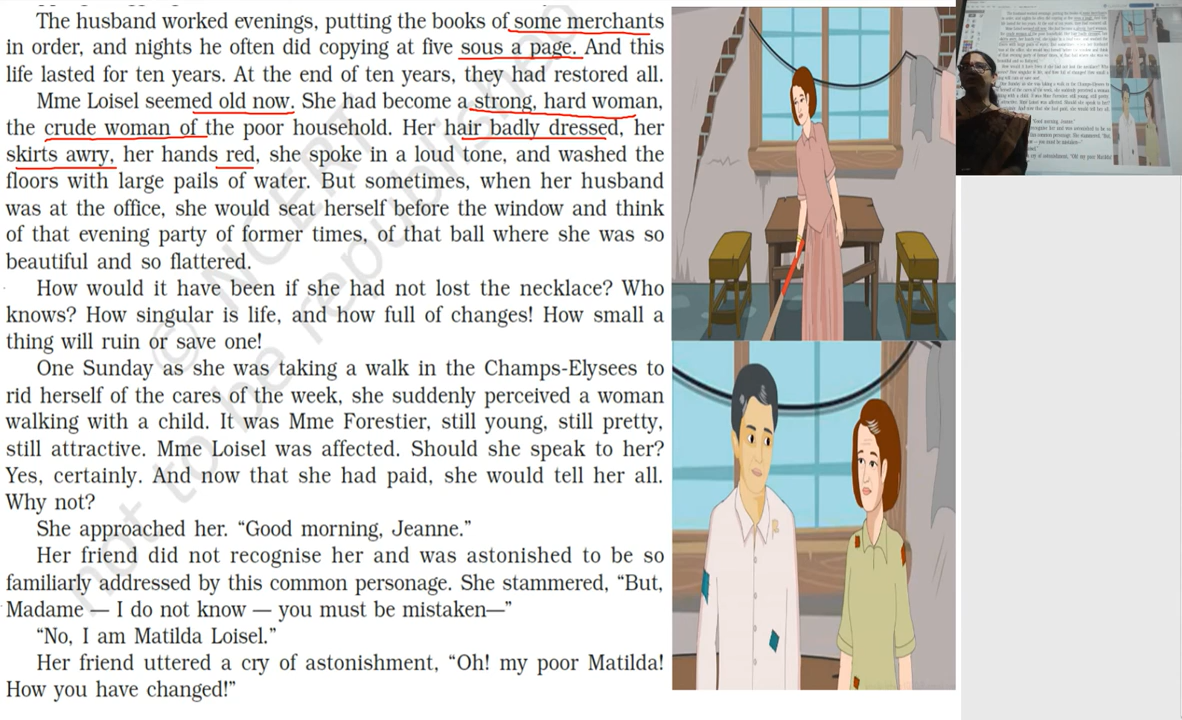 The husband worked evenings, putting the books of some merchants
in order, and nights he often did copying at five sous a page. And this
life lasted for ten years. At the end of ten years, they had restored all.
Mme Loisel seemed old now. She had become a strong, hard woman,
the crude woman of the poor household. Her hair badly dressed, her
skirts awry, her hands red, she spoke in a loud tone, and washed the
floors with large pails of water. But sometimes, when her husband
was at the office, she would seat herself before the window and think
of that evening party of former times, of that ball where she was so
beautiful and so flattered.
How would it have been if she had not lost the necklace? Who
knows? How singular is life, and how full of changes! How small a
thing will ruin or save one!
One Sunday as she was taking a walk in the Champs-Elysees to
rid herself of the cares of the week, she suddenly perceived a woman
walking with a child. It was Mme Forestier, still young, still pretty,
still attractive. Mme Loisel was affected. Should she speak to her?
Yes, certainly. And now that she had paid, she would tell her all.
Why not?
She approached her. “Good morning, Jeanne.”
Her friend did not recognise her and was astonished to be so
familiarly addressed by this common personage. She stammered, “But,
Madame — I do not know — you must be mistaken—”
“No, I am Matilda Loisel.”
Her friend uttered a cry of astonishment, “Oh! my poor Matilda!
How you have changed!”
© NCERT
not to be republished